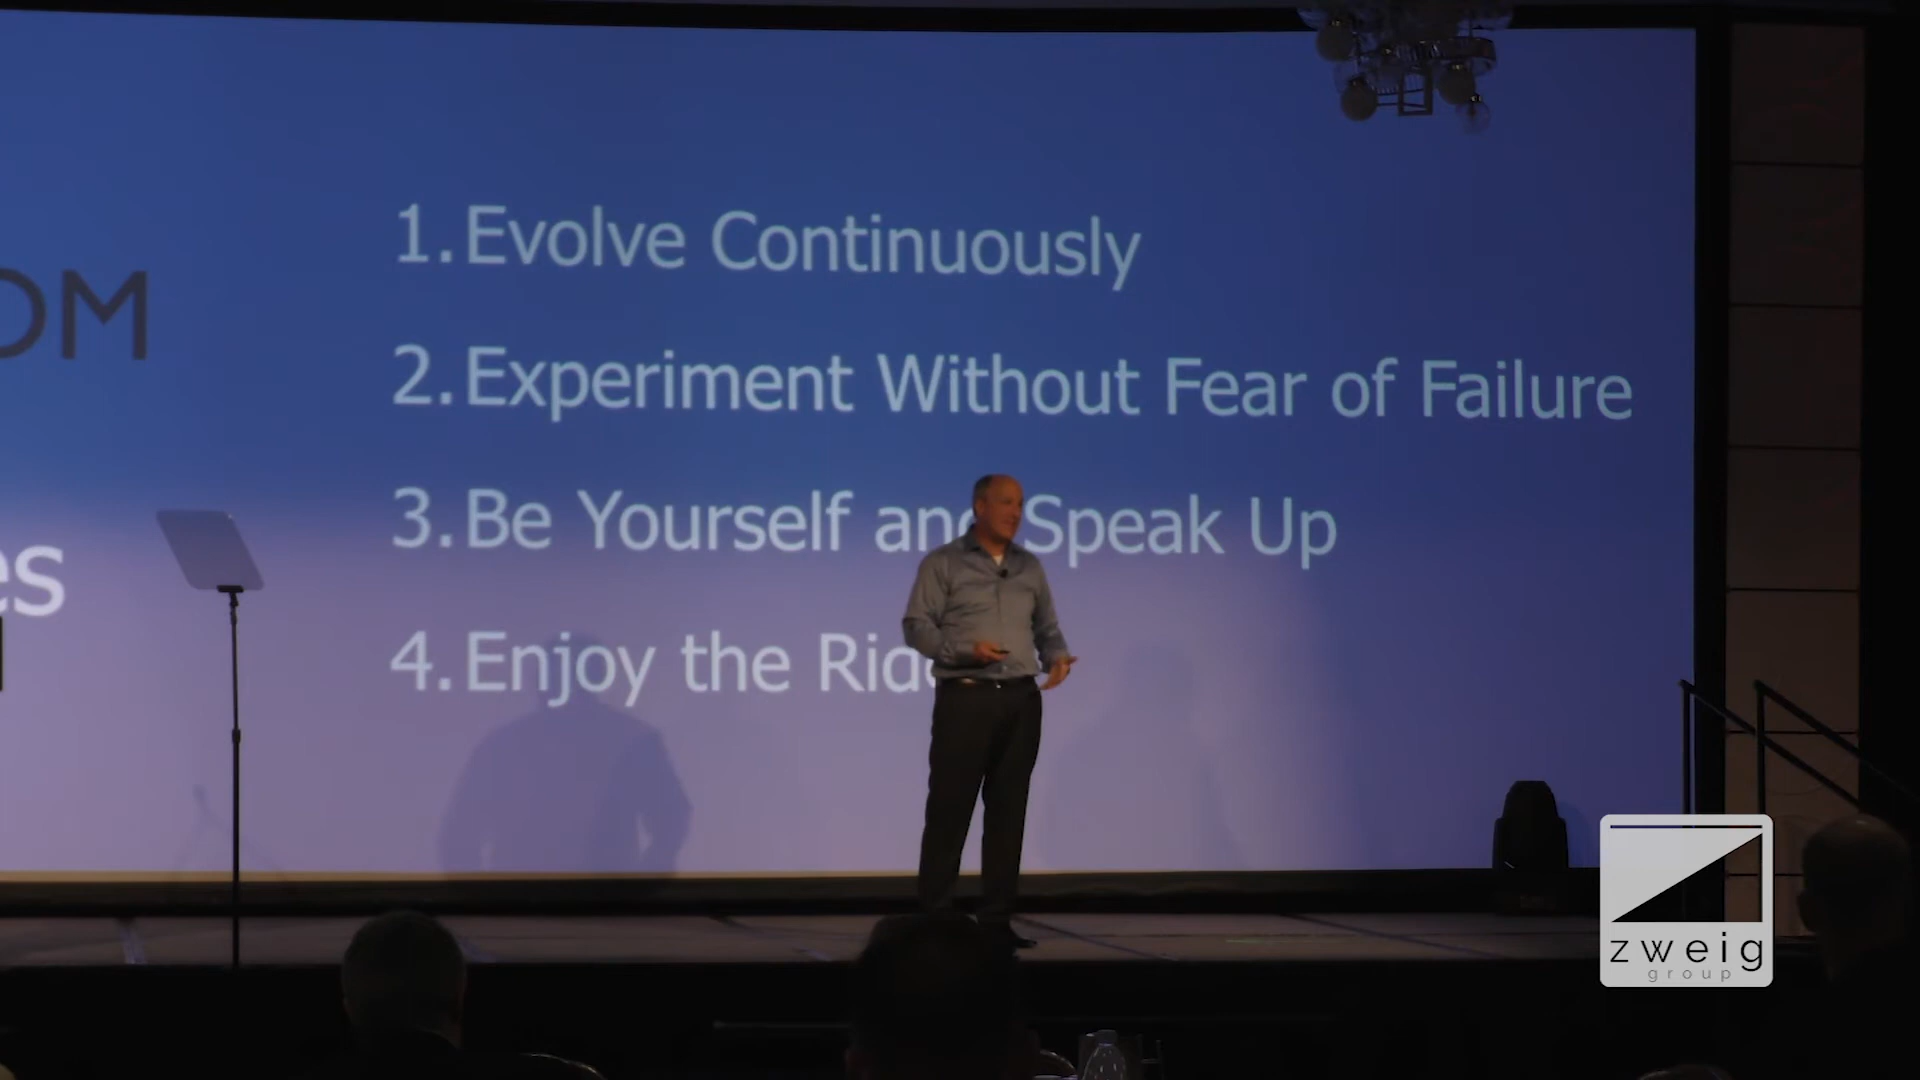 1. Evolve Continuously
OM
2. Experiment Without Fear of Failure
3. Be Yourself and Speak Up
es
4. Enjoy the Ride
zweig
group